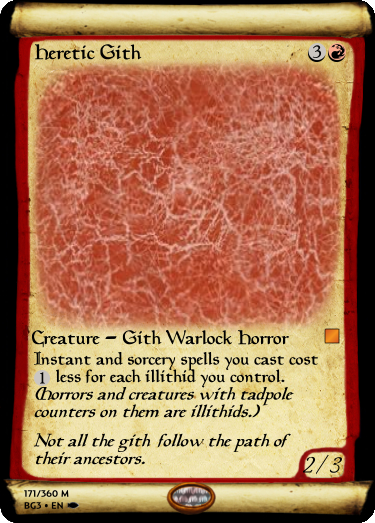 Heretic Gith 3
Creature – Gith Warlock Horror
Instant and sorcery spells you cast cost
1 less for each illithid you control.
(Horrors and creatures with tadpole
counters on them are illithids.)
Not all the gith follow the path of
their ancestors.
2/3
171/360 M
BG3 • EN